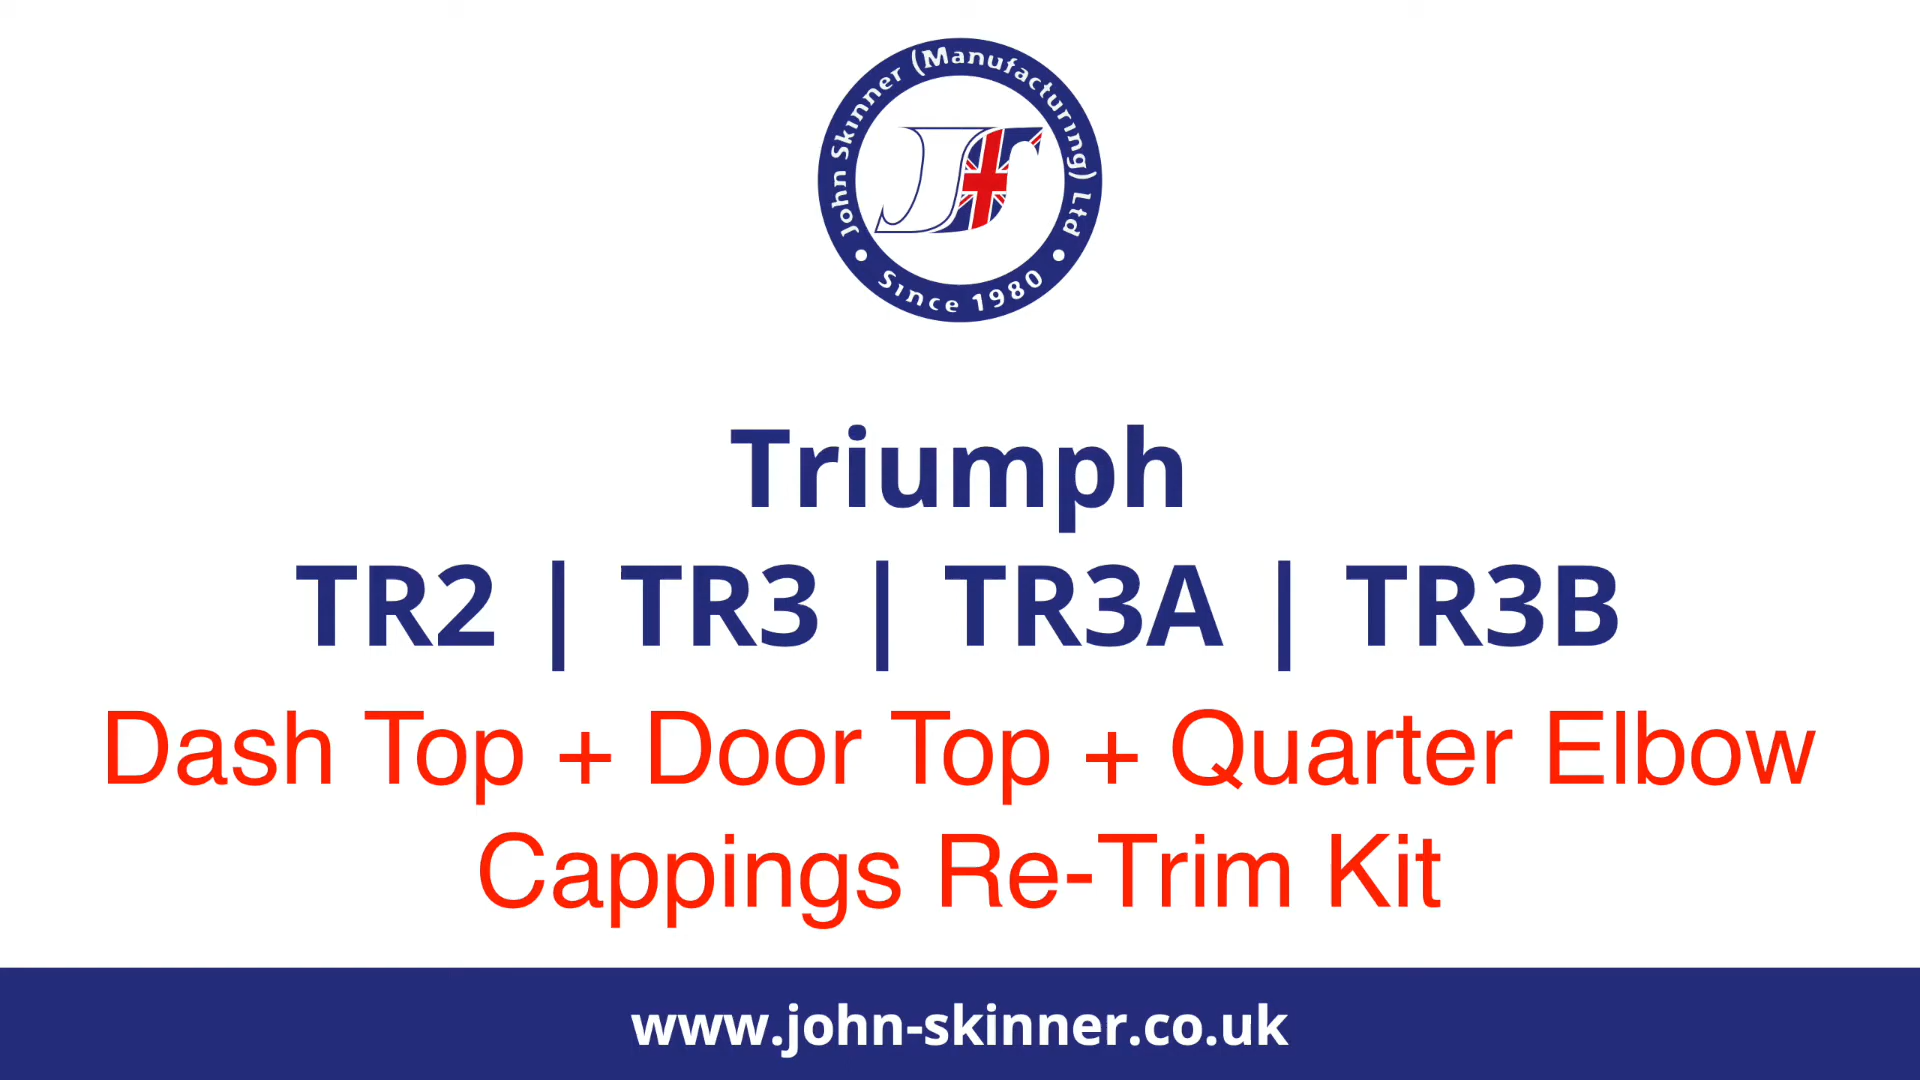 John Skinner (Manufacturing) Ltd
• Since 1980 •
JS
Triumph
TR2 | TR3 | TR3A | TR3B
Dash Top + Door Top + Quarter Elbow
Cappings Re-Trim Kit
www.john-skinner.co.uk